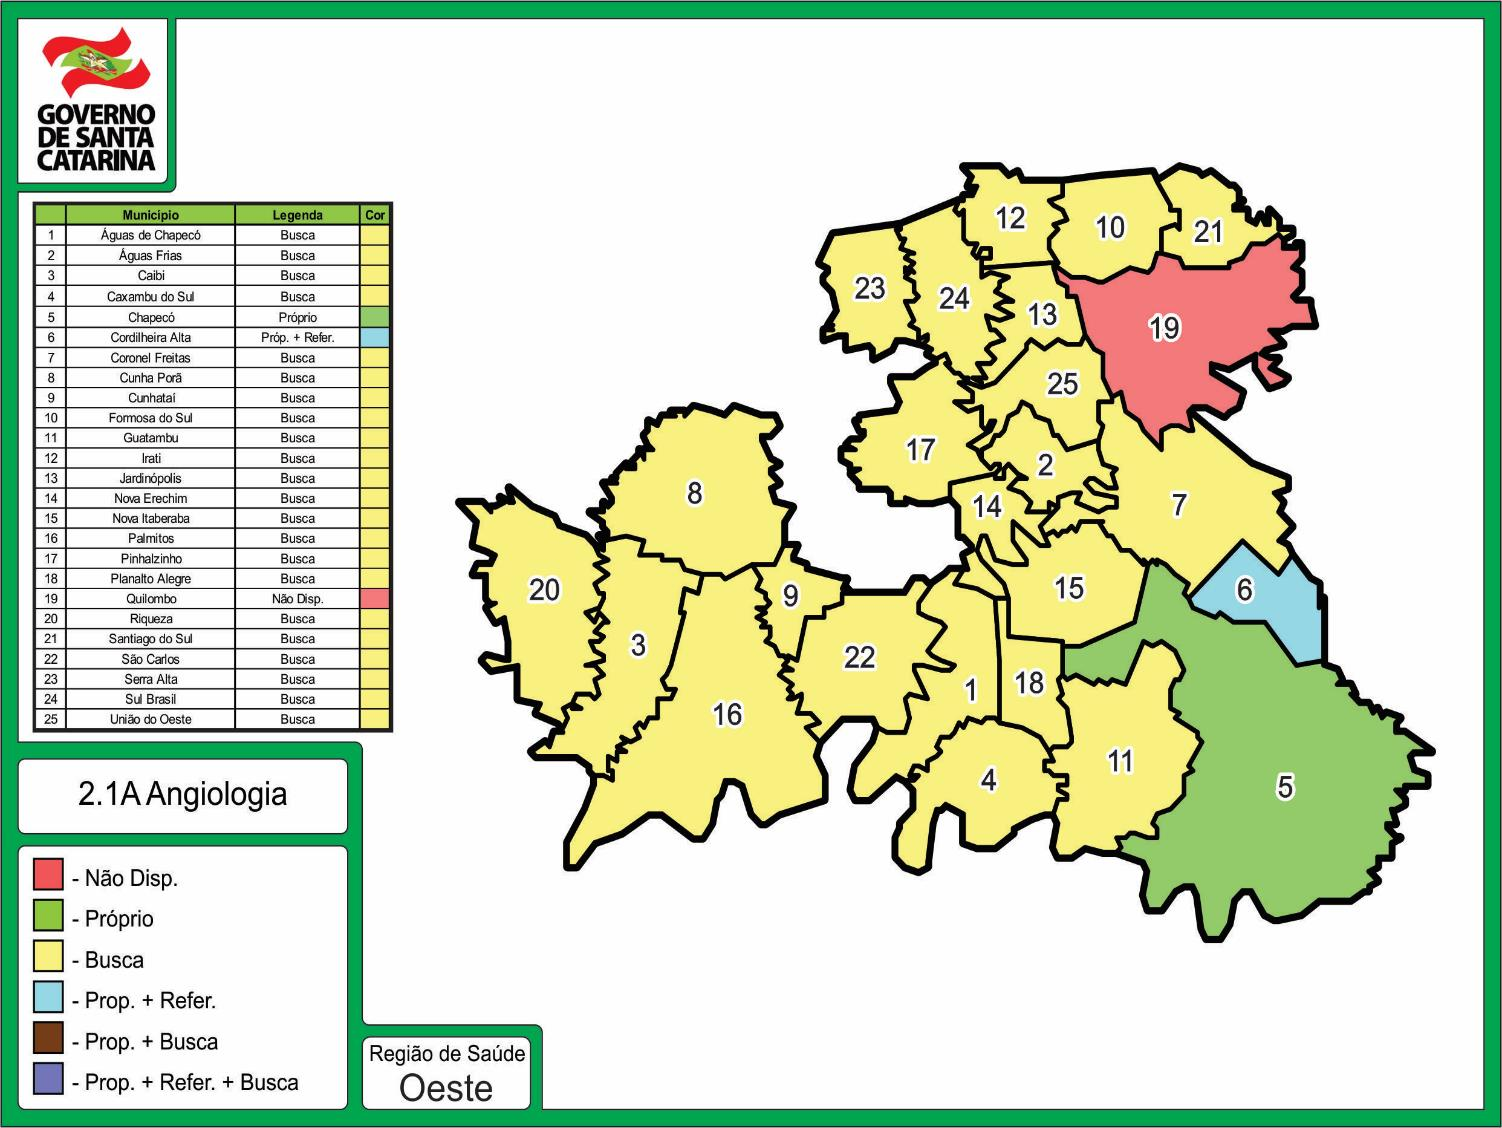 GOVERNO
DE SANTA
CATARINA
Município Legenda Cor
1 Águas de Chapecó Busca
2 Águas Frias Busca
3 Caibi Busca
4 Caxambu do Sul Busca
5 Chapecó Próprio
6 Cordilheira Alta Próp. + Refer.
7 Coronel Freitas Busca
8 Cunha Porã Busca
9 Cunhataí Busca
10 Formosa do Sul Busca
11 Guatambu Busca
12 Irati Busca
13 Jardinópolis Busca
14 Nova Erechim Busca
15 Nova Itaberaba Busca
16 Palmitos Busca
17 Pinhalzinho Busca
18 Planalto Alegre Busca
19 Quilombo Não Disp.
20 Riqueza Busca
21 Santiago do Sul Busca
22 São Carlos Busca
23 Serra Alta Busca
24 Sul Brasil Busca
25 União do Oeste Busca
2.1A Angiologia
- Não Disp.
- Próprio
- Busca
- Prop. + Refer.
- Prop. + Busca
- Prop. + Refer. + Busca
Região de Saúde
Oeste
12
10
21
23
24
13
19
25
17
2
8
14
7
20
9
15
6
3
22
1
18
16
11
4
5